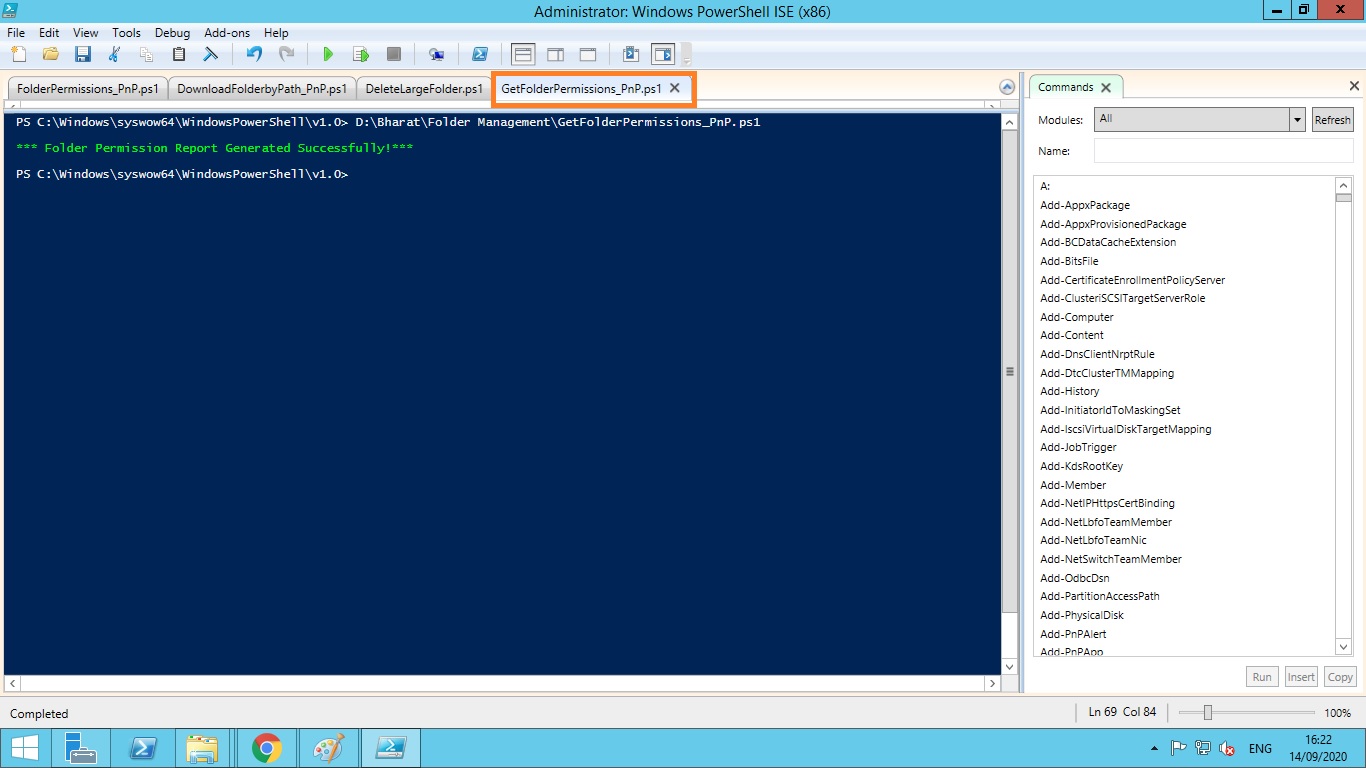 Administrator: Windows PowerShell ISE (x86)
File Edit View Tools Debug Add-ons Help
FolderPermissions_PnP.ps1 DownloadFolderbyPath_PnP.ps1 DeleteLargeFolder.ps1 GetFolderPermissions_PnP.ps1
PS C:\Windows\syswow64\WindowsPowerShell\v1.0> D:\Bharat\Folder Management\GetFolderPermissions_PnP.ps1
*** Folder Permission Report Generated Successfully!***
PS C:\Windows\syswow64\WindowsPowerShell\v1.0>
Commands
Modules: All Refresh
Name:
A:
Add-AppxPackage
Add-AppxProvisionedPackage
Add-BCDataCacheExtension
Add-BitsFile
Add-CertificateEnrollmentPolicyServer
Add-ClusteriSCSITargetServerRole
Add-Computer
Add-Content
Add-DnsClientNrptRule
Add-DtcClusterTMMapping
Add-History
Add-InitiatorIdToMaskingSet
Add-IscsiVirtualDiskTargetMapping
Add-JobTrigger
Add-KdsRootKey
Add-Member
Add-NetIPHttpsCertBinding
Add-NetLbfoTeamMember
Add-NetLbfoTeamNic
Add-NetSwitchTeamMember
Add-OdbcDsn
Add-PartitionAccessPath
Add-PhysicalDisk
Add-PnPAlert
Add-PnPApp
Run Insert Copy
Completed
Ln 69 Col 84
100%
ENG
16:22
14/09/2020